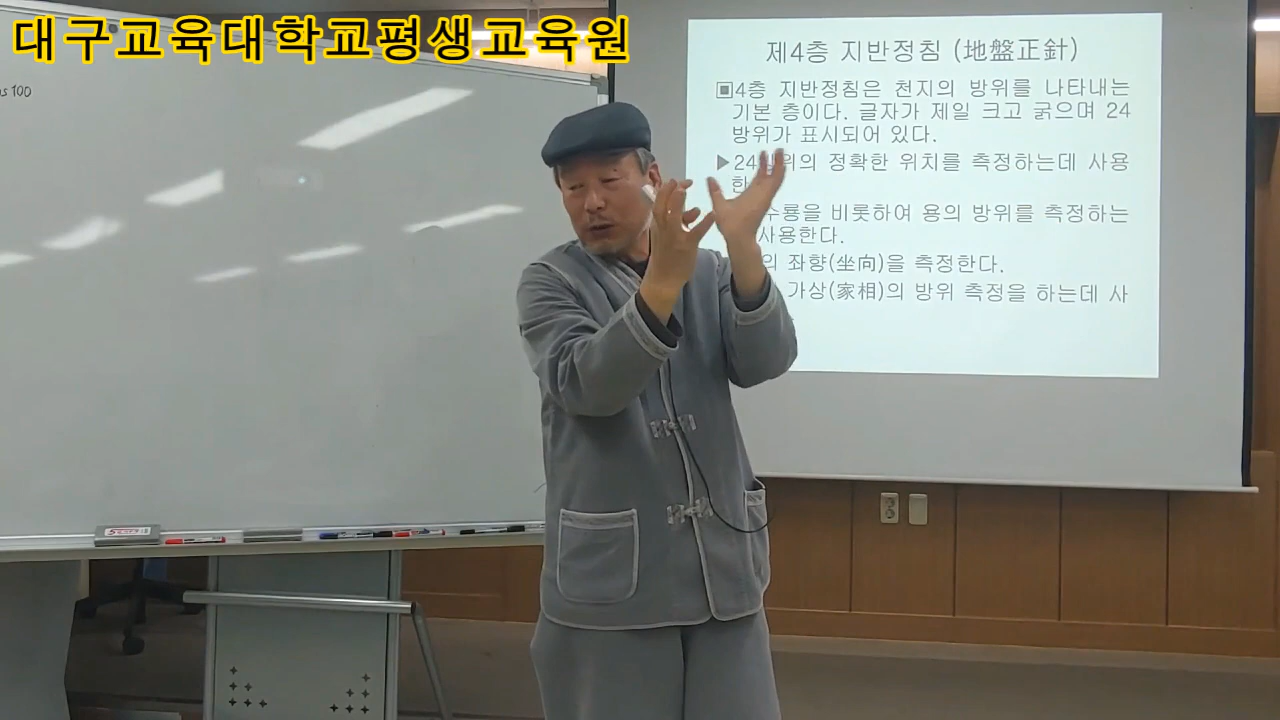 대구교육대학교평생교육원
100
제4층 지반정침 (地盤正針)
▣4층 지반정침은 천지의 방위를 나타내는
기본 층이다. 글자가 제일 크고 굵으며 24
방위가 표시되어 있다.
▶24방위의 정확한 위치를 측정하는데 사용
한
수룡을 비롯하여 용의 방위를 측정하는
사용한다.
의 좌향(坐向)을 측정한다.
가상(家相)의 방위 측정을 하는데 사